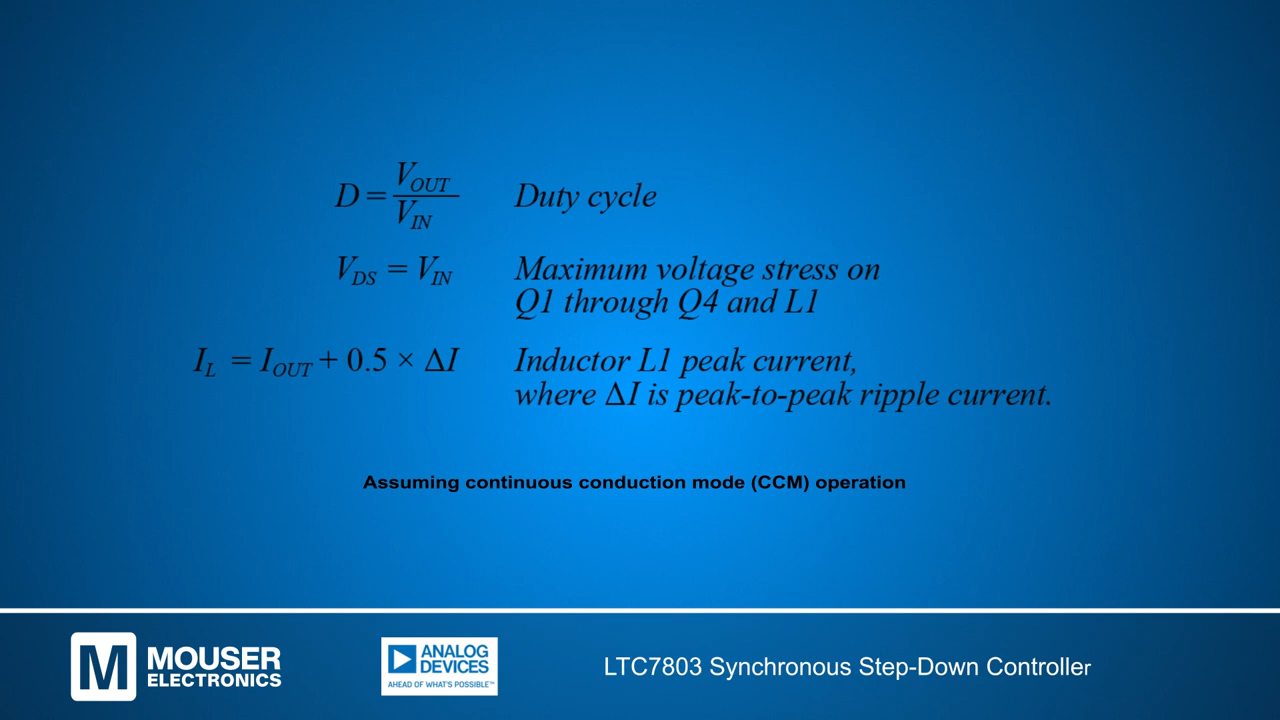 D = V_OUT / V_IN Duty cycle
V_DS = V_IN Maximum voltage stress on
Q1 through Q4 and L1
I_L = I_OUT + 0.5 × ΔI Inductor L1 peak current,
where ΔI is peak-to-peak ripple current.
Assuming continuous conduction mode (CCM) operation
M MOUSER
ELECTRONICS
ANALOG
DEVICES
AHEAD OF WHAT'S POSSIBLE™
LTC7803 Synchronous Step-Down Controller